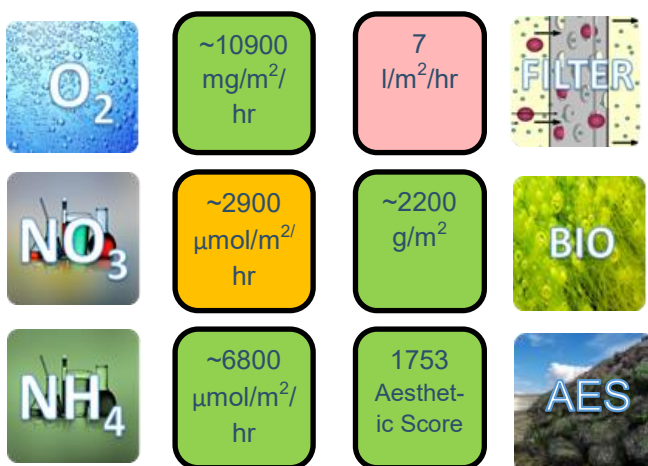 O₂
~10900
mg/m²/
hr
7
l/m²/hr
FILTER
NO₃
~2900
µmol/m²/
hr
~2200
g/m²
BIO
NH₄
~6800
µmol/m²/
hr
1753
Aesthet-
ic Score
AES